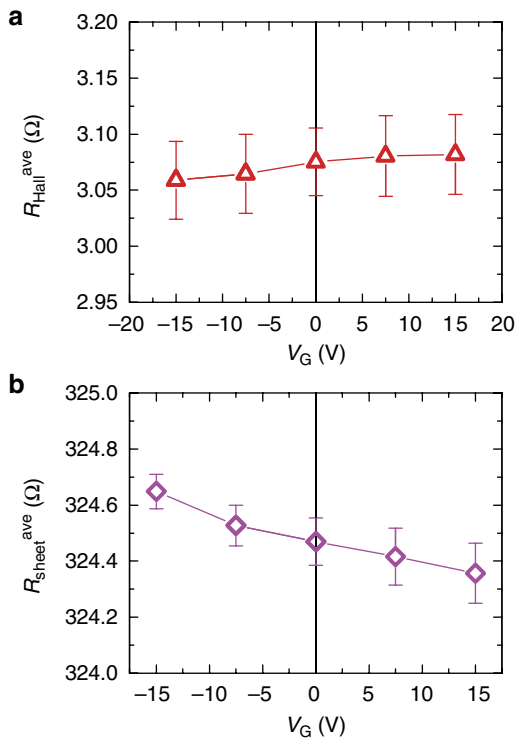 a
3.20
3.15
3.10
3.05
3.00
2.95
R_Hall^ave (Ω)
–20 –15 –10 –5 0 5 10 15 20
V_G (V)
b
325.0
324.8
324.6
324.4
324.2
324.0
R_sheet^ave (Ω)
–15 –10 –5 0 5 10 15
V_G (V)